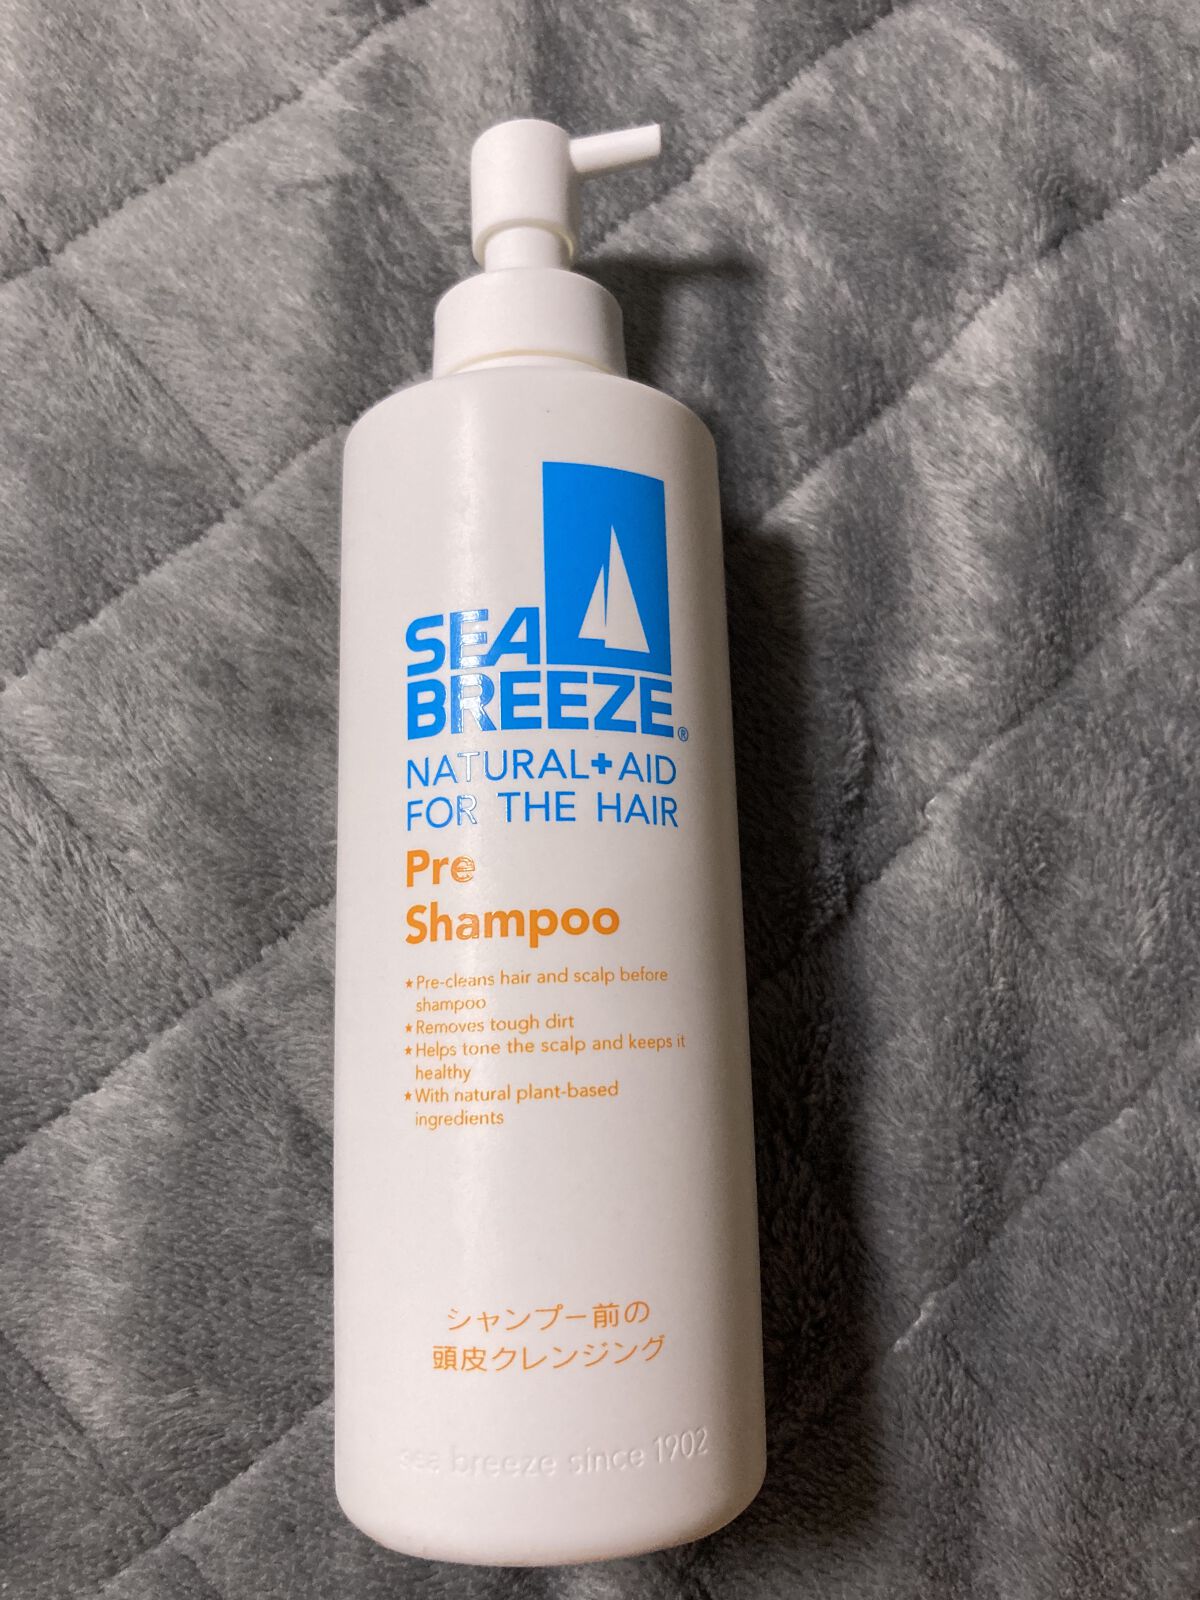 SEA
BREEZE®
NATURAL+AID
FOR THE HAIR
Pre
Shampoo
★Pre-cleans hair and scalp before
shampoo
★Removes tough dirt
★Helps tone the scalp and keeps it
healthy
★With natural plant-based
ingredients
シャンプー前の
頭皮クレンジング
sea breeze since 1902